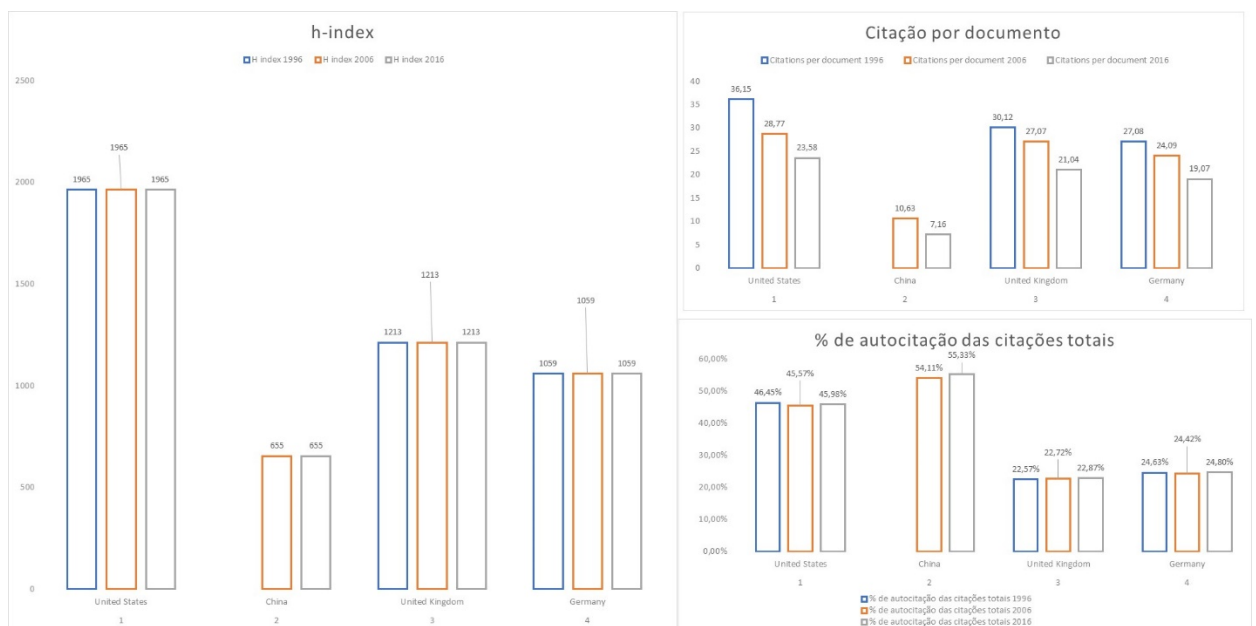 h-index
H index 1996 H index 2006 H index 2016
2500
2000
1500
1000
500
0
1965 1965 1965
655 655
1213 1213 1213
1059 1059 1059
United States China United Kingdom Germany
1 2 3 4
Citação por documento
Citations per document 1996 Citations per document 2006 Citations per document 2016
40
35
30
25
20
15
10
5
0
36,15 28,77 23,58
10,63 7,16
30,12 27,07 21,04
27,08 24,09 19,07
United States China United Kingdom Germany
1 2 3 4
% de autocitação das citações totais
60,00%
50,00%
40,00%
30,00%
20,00%
10,00%
0,00%
46,45% 45,57% 45,98%
54,11% 55,33%
22,57% 22,72% 22,87%
24,63% 24,42% 24,80%
United States China United Kingdom Germany
1 2 3 4
% de autocitação das citações totais 1996
% de autocitação das citações totais 2006
% de autocitação das citações totais 2016